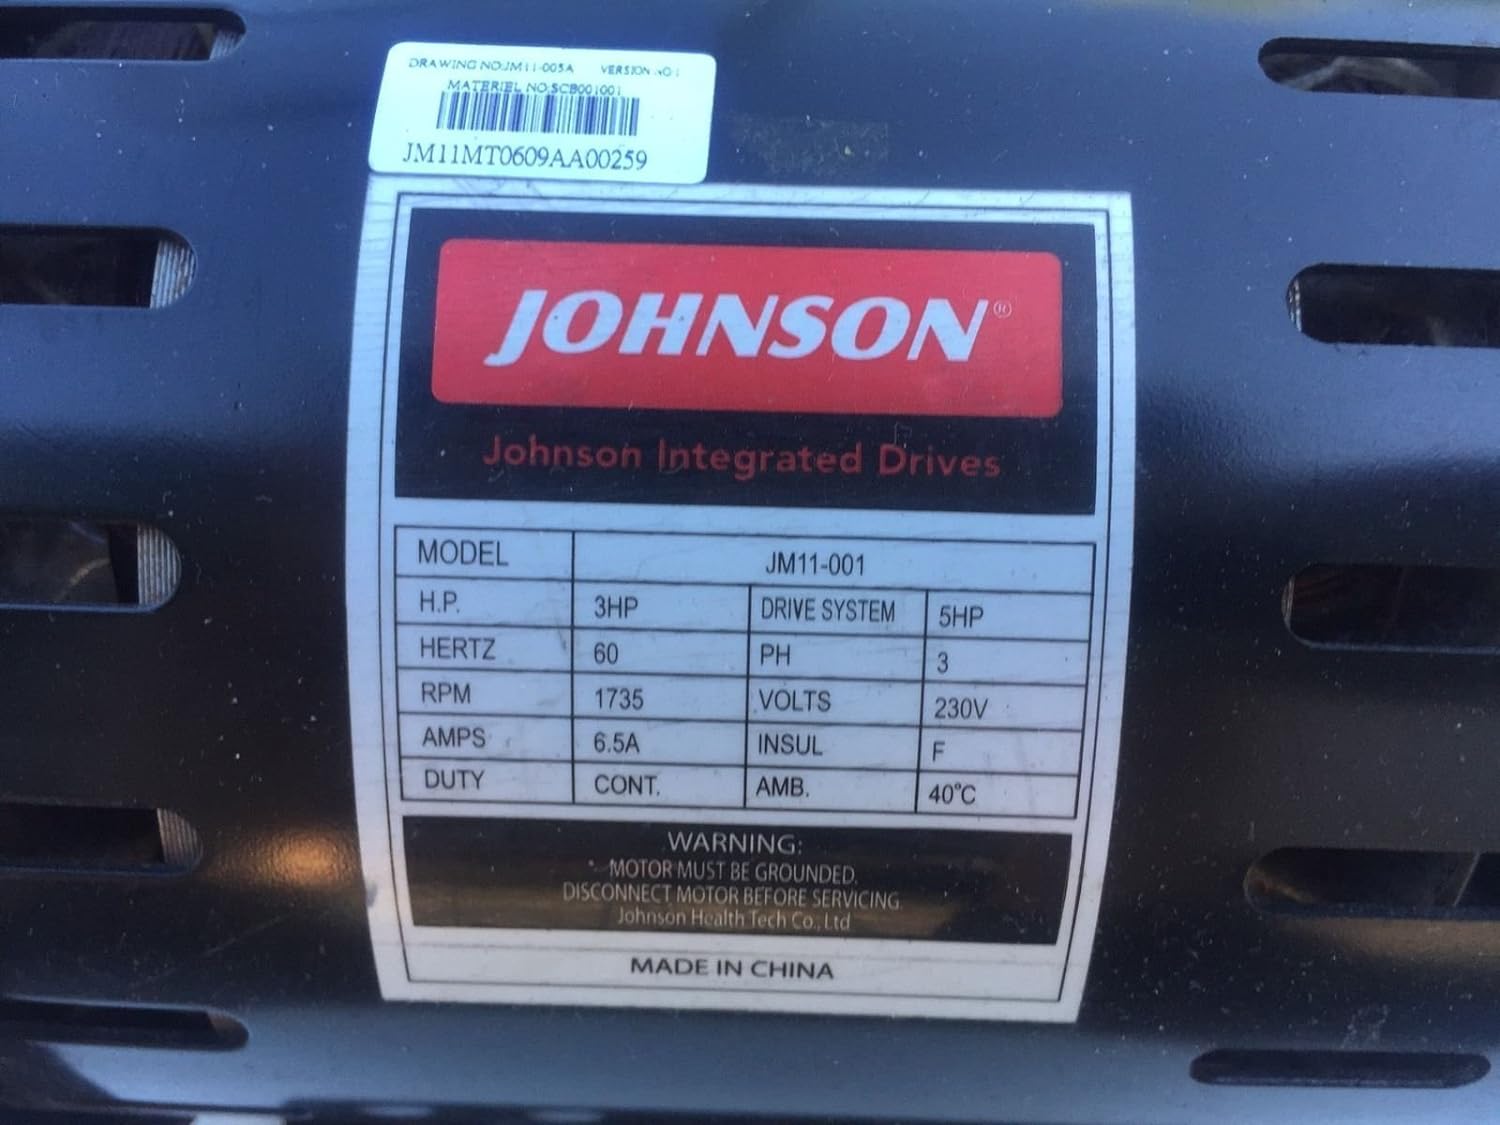 DRAWING NO:JM11-005A VERSION NO:1
MATERIEL NO:SCB001001
JM11MT0609AA00259
JOHNSON®
Johnson Integrated Drives
MODEL JM11-001
H.P. 3HP DRIVE SYSTEM 5HP
HERTZ 60 PH 3
RPM 1735 VOLTS 230V
AMPS 6.5A INSUL F
DUTY CONT. AMB. 40°C
WARNING:
MOTOR MUST BE GROUNDED.
DISCONNECT MOTOR BEFORE SERVICING.
Johnson Health Tech Co., Ltd
MADE IN CHINA